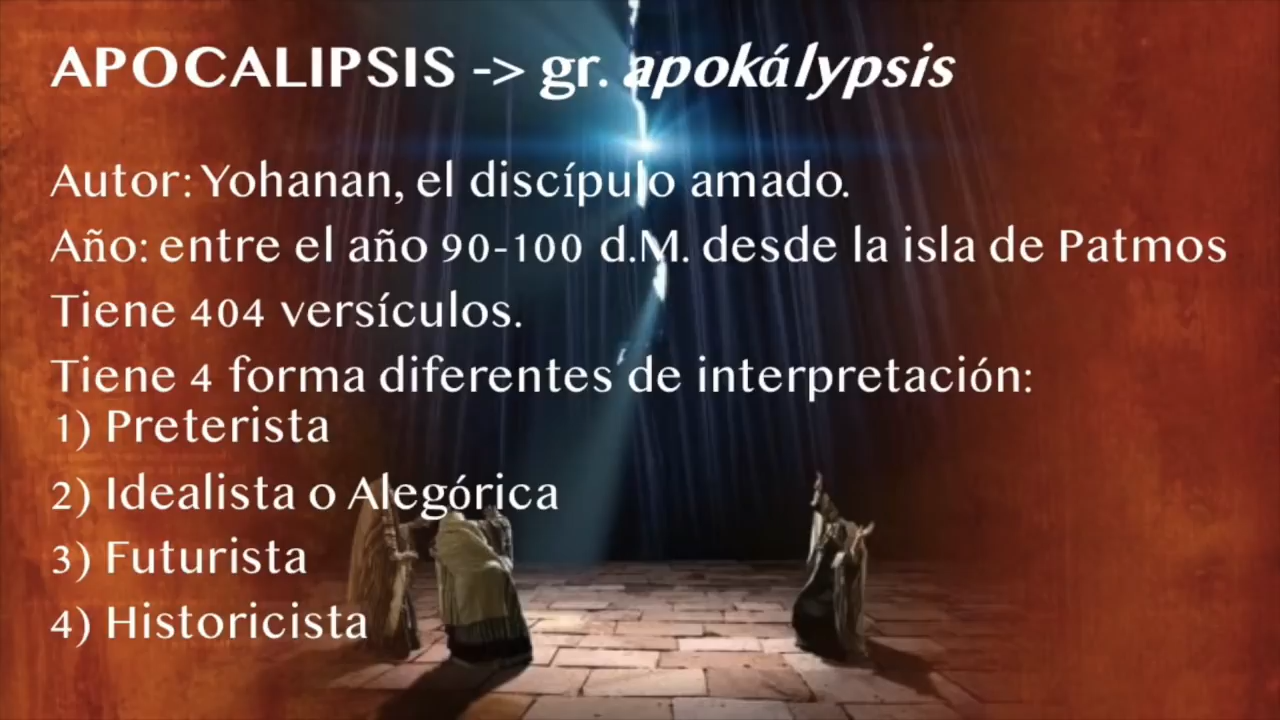 APOCALIPSIS -> gr. apokálypsis
Autor: Yohanan, el discípulo amado.
Año: entre el año 90-100 d.M. desde la isla de Patmos
Tiene 404 versículos.
Tiene 4 forma diferentes de interpretación:
1) Preterista
2) Idealista o Alegórica
3) Futurista
4) Historicista